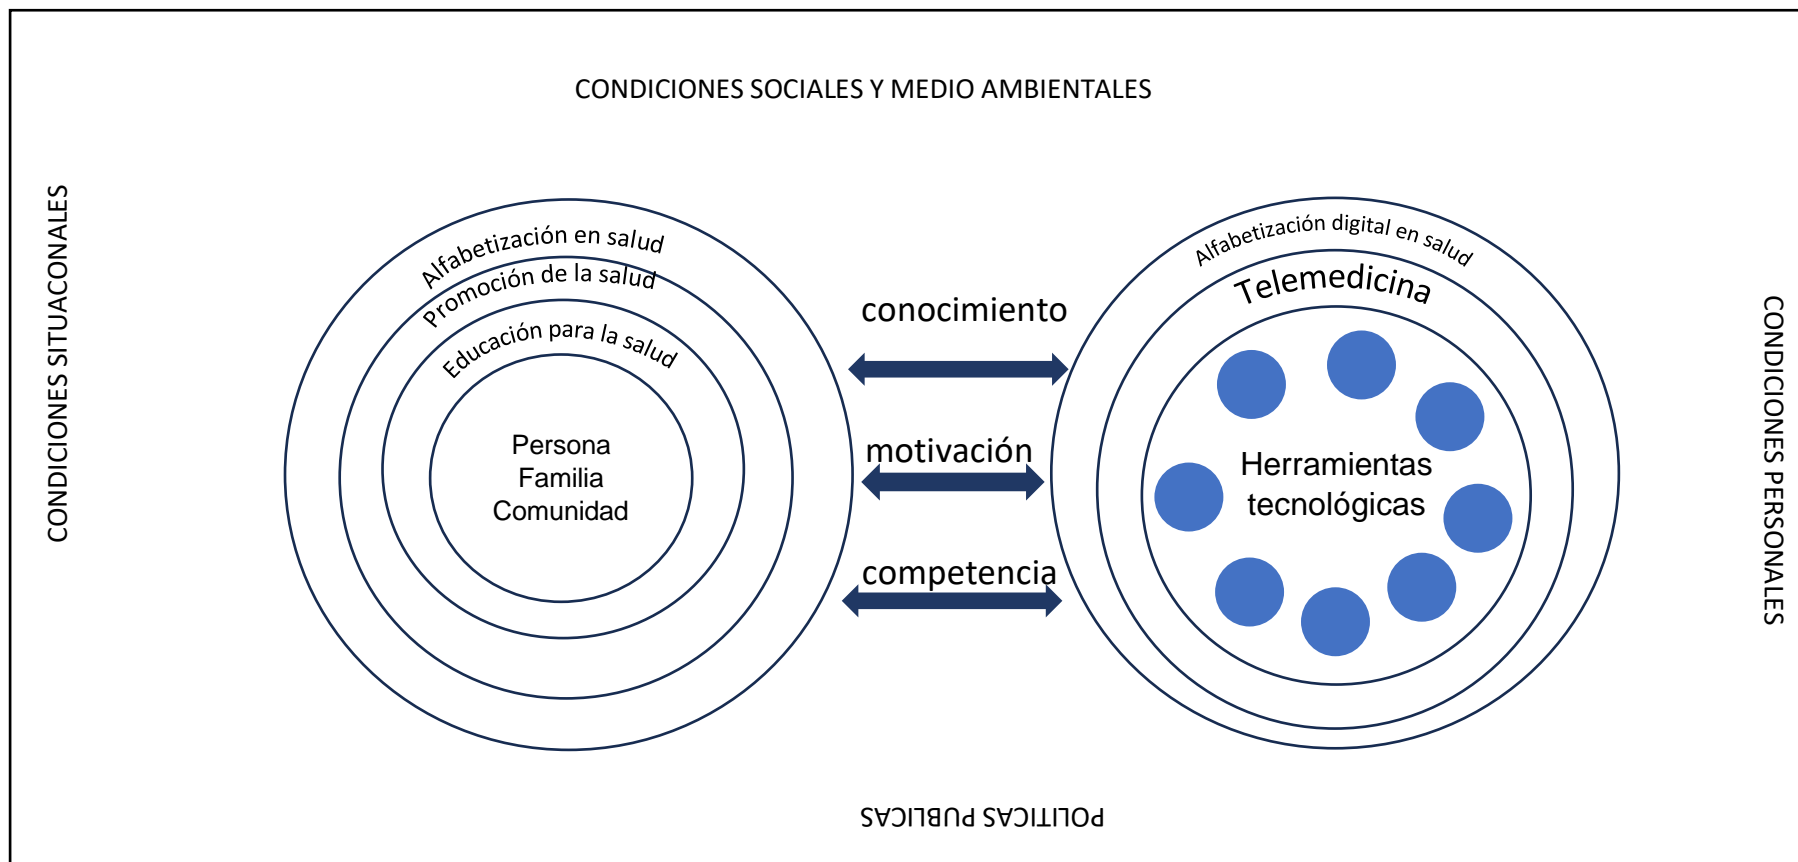 CONDICIONES SOCIALES Y MEDIO AMBIENTALES
CONDICIONES SITUACONALES
Alfabetización en salud
Promoción de la salud
Educación para la salud
Persona
Familia
Comunidad
conocimiento
motivación
competencia
Alfabetización digital en salud
Telemedicina
Herramientas
tecnológicas
CONDICIONES PERSONALES
POLITICAS PUBLICAS